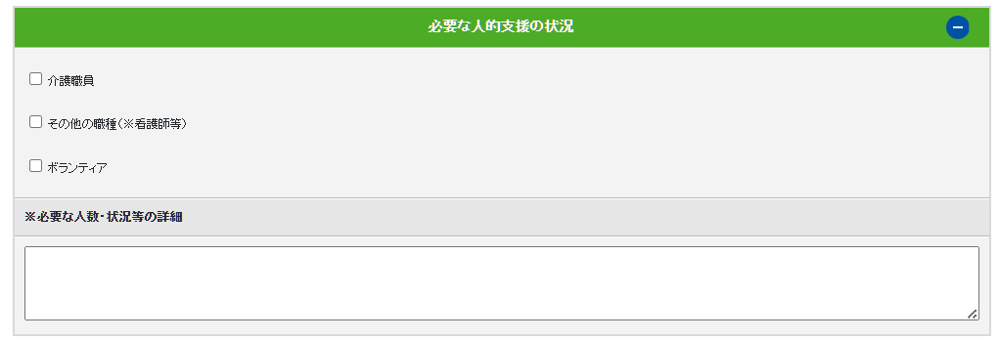 必要な人的支援の状況
介護職員
その他の職種(※看護師等)
ボランティア
※必要な人数・状況等の詳細